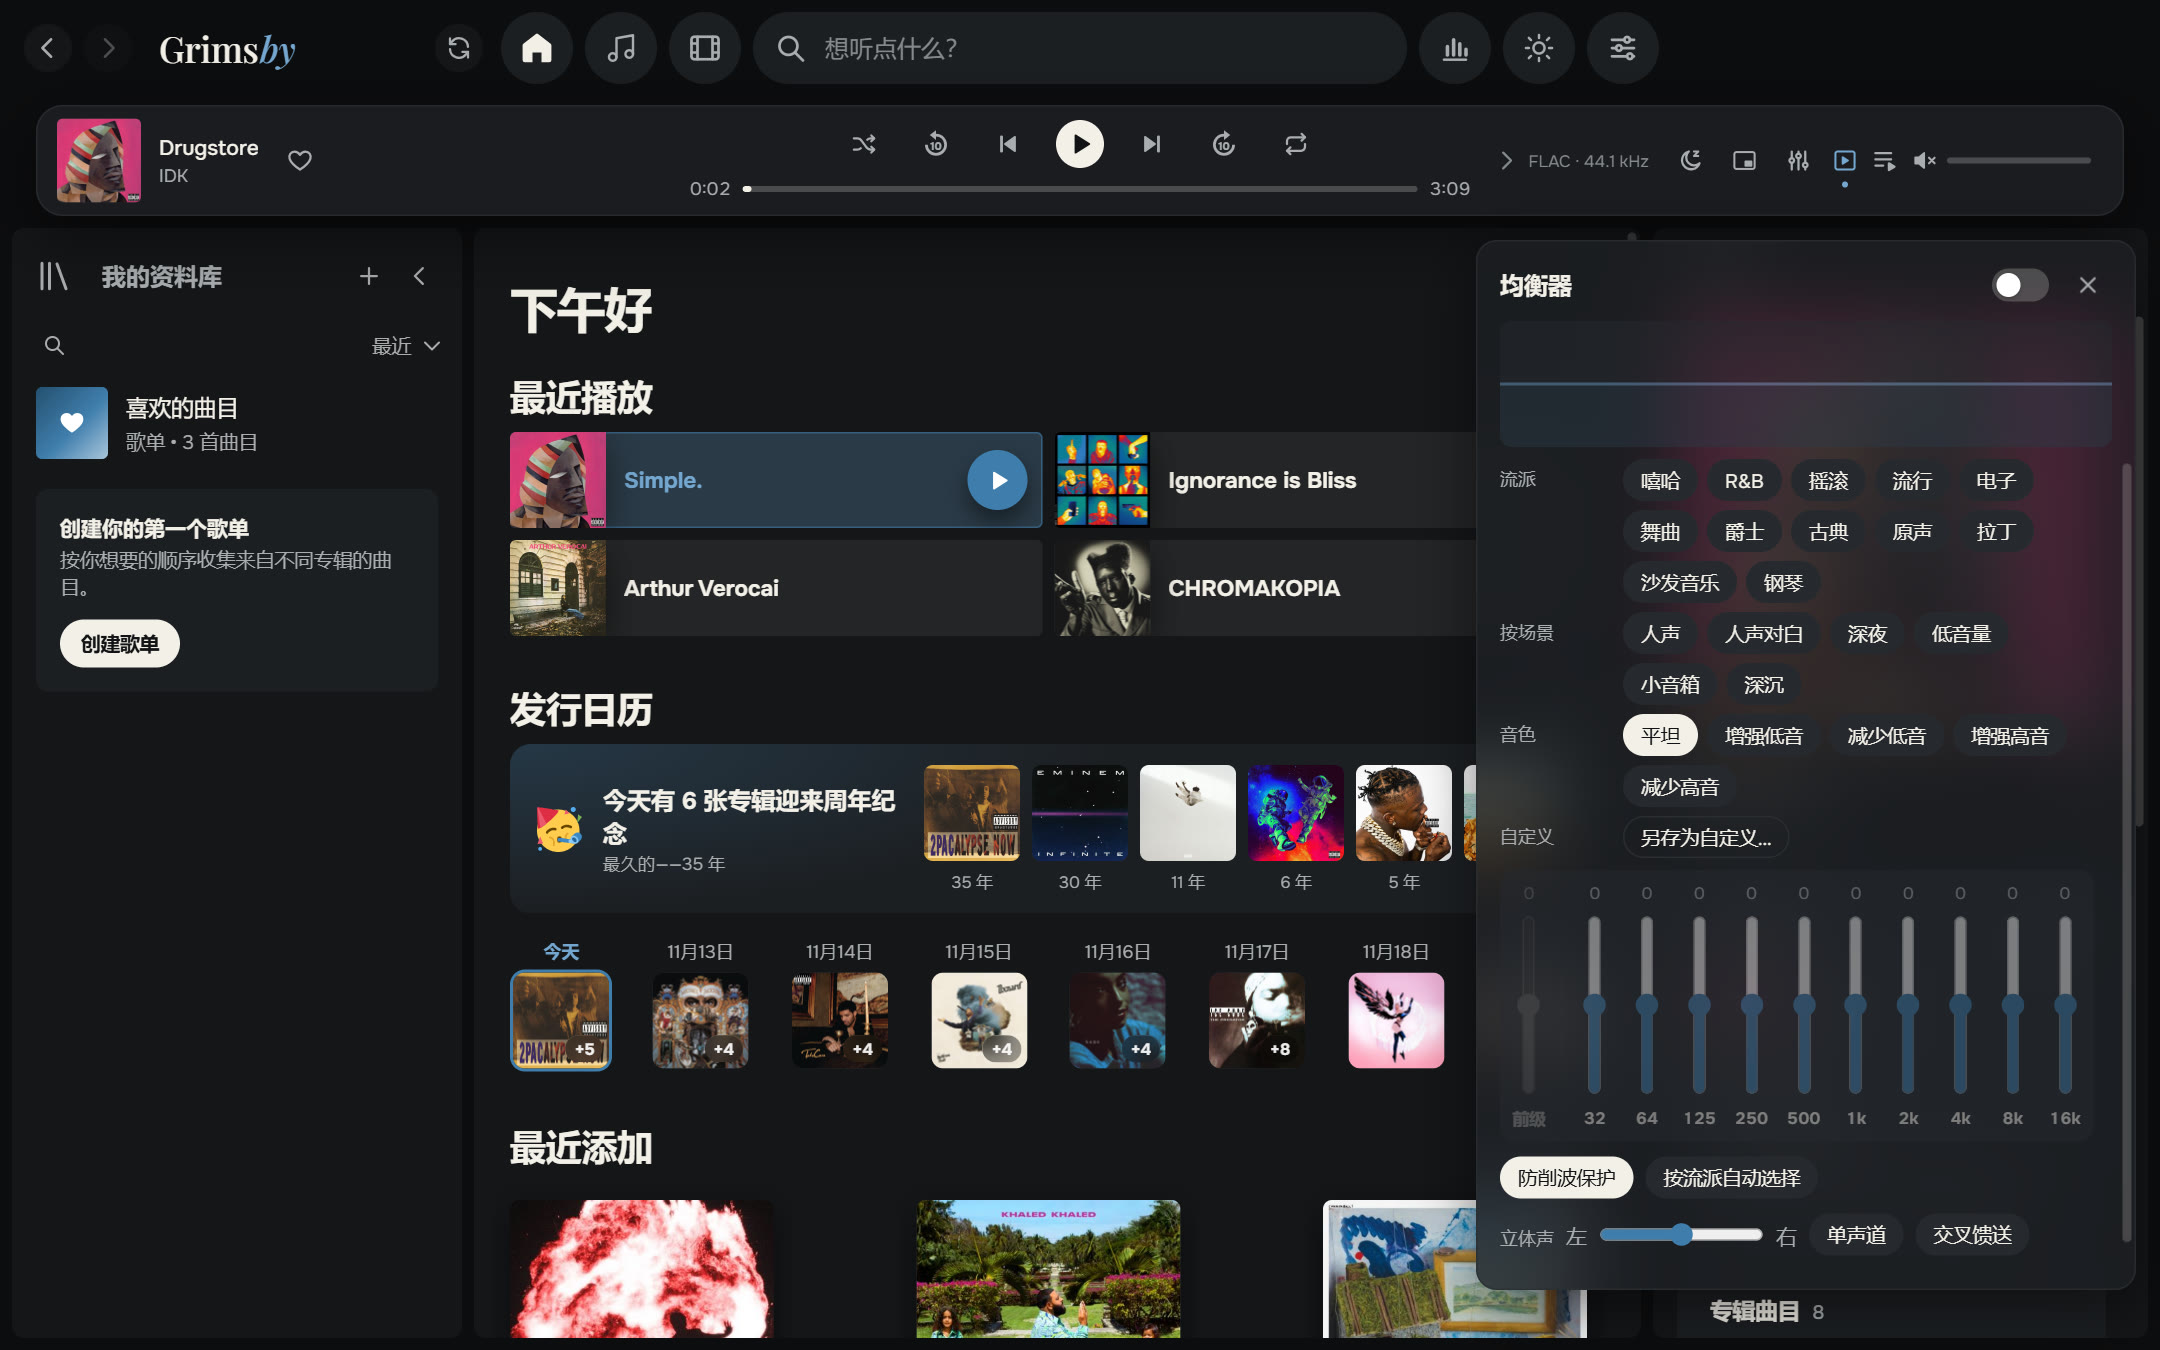 Grimsby
想听点什么?
Drugstore
IDK
10
10
0:02
3:09
FLAC · 44.1 kHz
我的资料库
最近
喜欢的曲目
歌单 • 3 首曲目
创建你的第一个歌单
按你想要的顺序收集来自不同专辑的曲
目。
创建歌单
下午好
最近播放
Simple.
Ignorance is Bliss
ARTHUR VEROCAI
Arthur Verocai
CHROMAKOPIA
发行日历
今天有 6 张专辑迎来周年纪
念
最久的——35 年
2PACALYPSE NOW
EMINEM
INFINITE
35 年
30 年
11 年
6 年
5 年
今天
11月13日
11月14日
11月15日
11月16日
11月17日
11月18日
+5
+4
+4
+4
+4
+8
最近添加
KHALED KHALED
均衡器
流派
嘻哈
R&B
摇滚
流行
电子
舞曲
爵士
古典
原声
拉丁
沙发音乐
钢琴
按场景
人声
人声对白
深夜
低音量
小音箱
深沉
音色
平坦
增强低音
减少低音
增强高音
减少高音
自定义
另存为自定义...
0 0 0 0 0 0 0 0 0 0 0
前级 32 64 125 250 500 1k 2k 4k 8k 16k
防削波保护
按流派自动选择
立体声 左
右
单声道
交叉馈送
专辑曲目 8